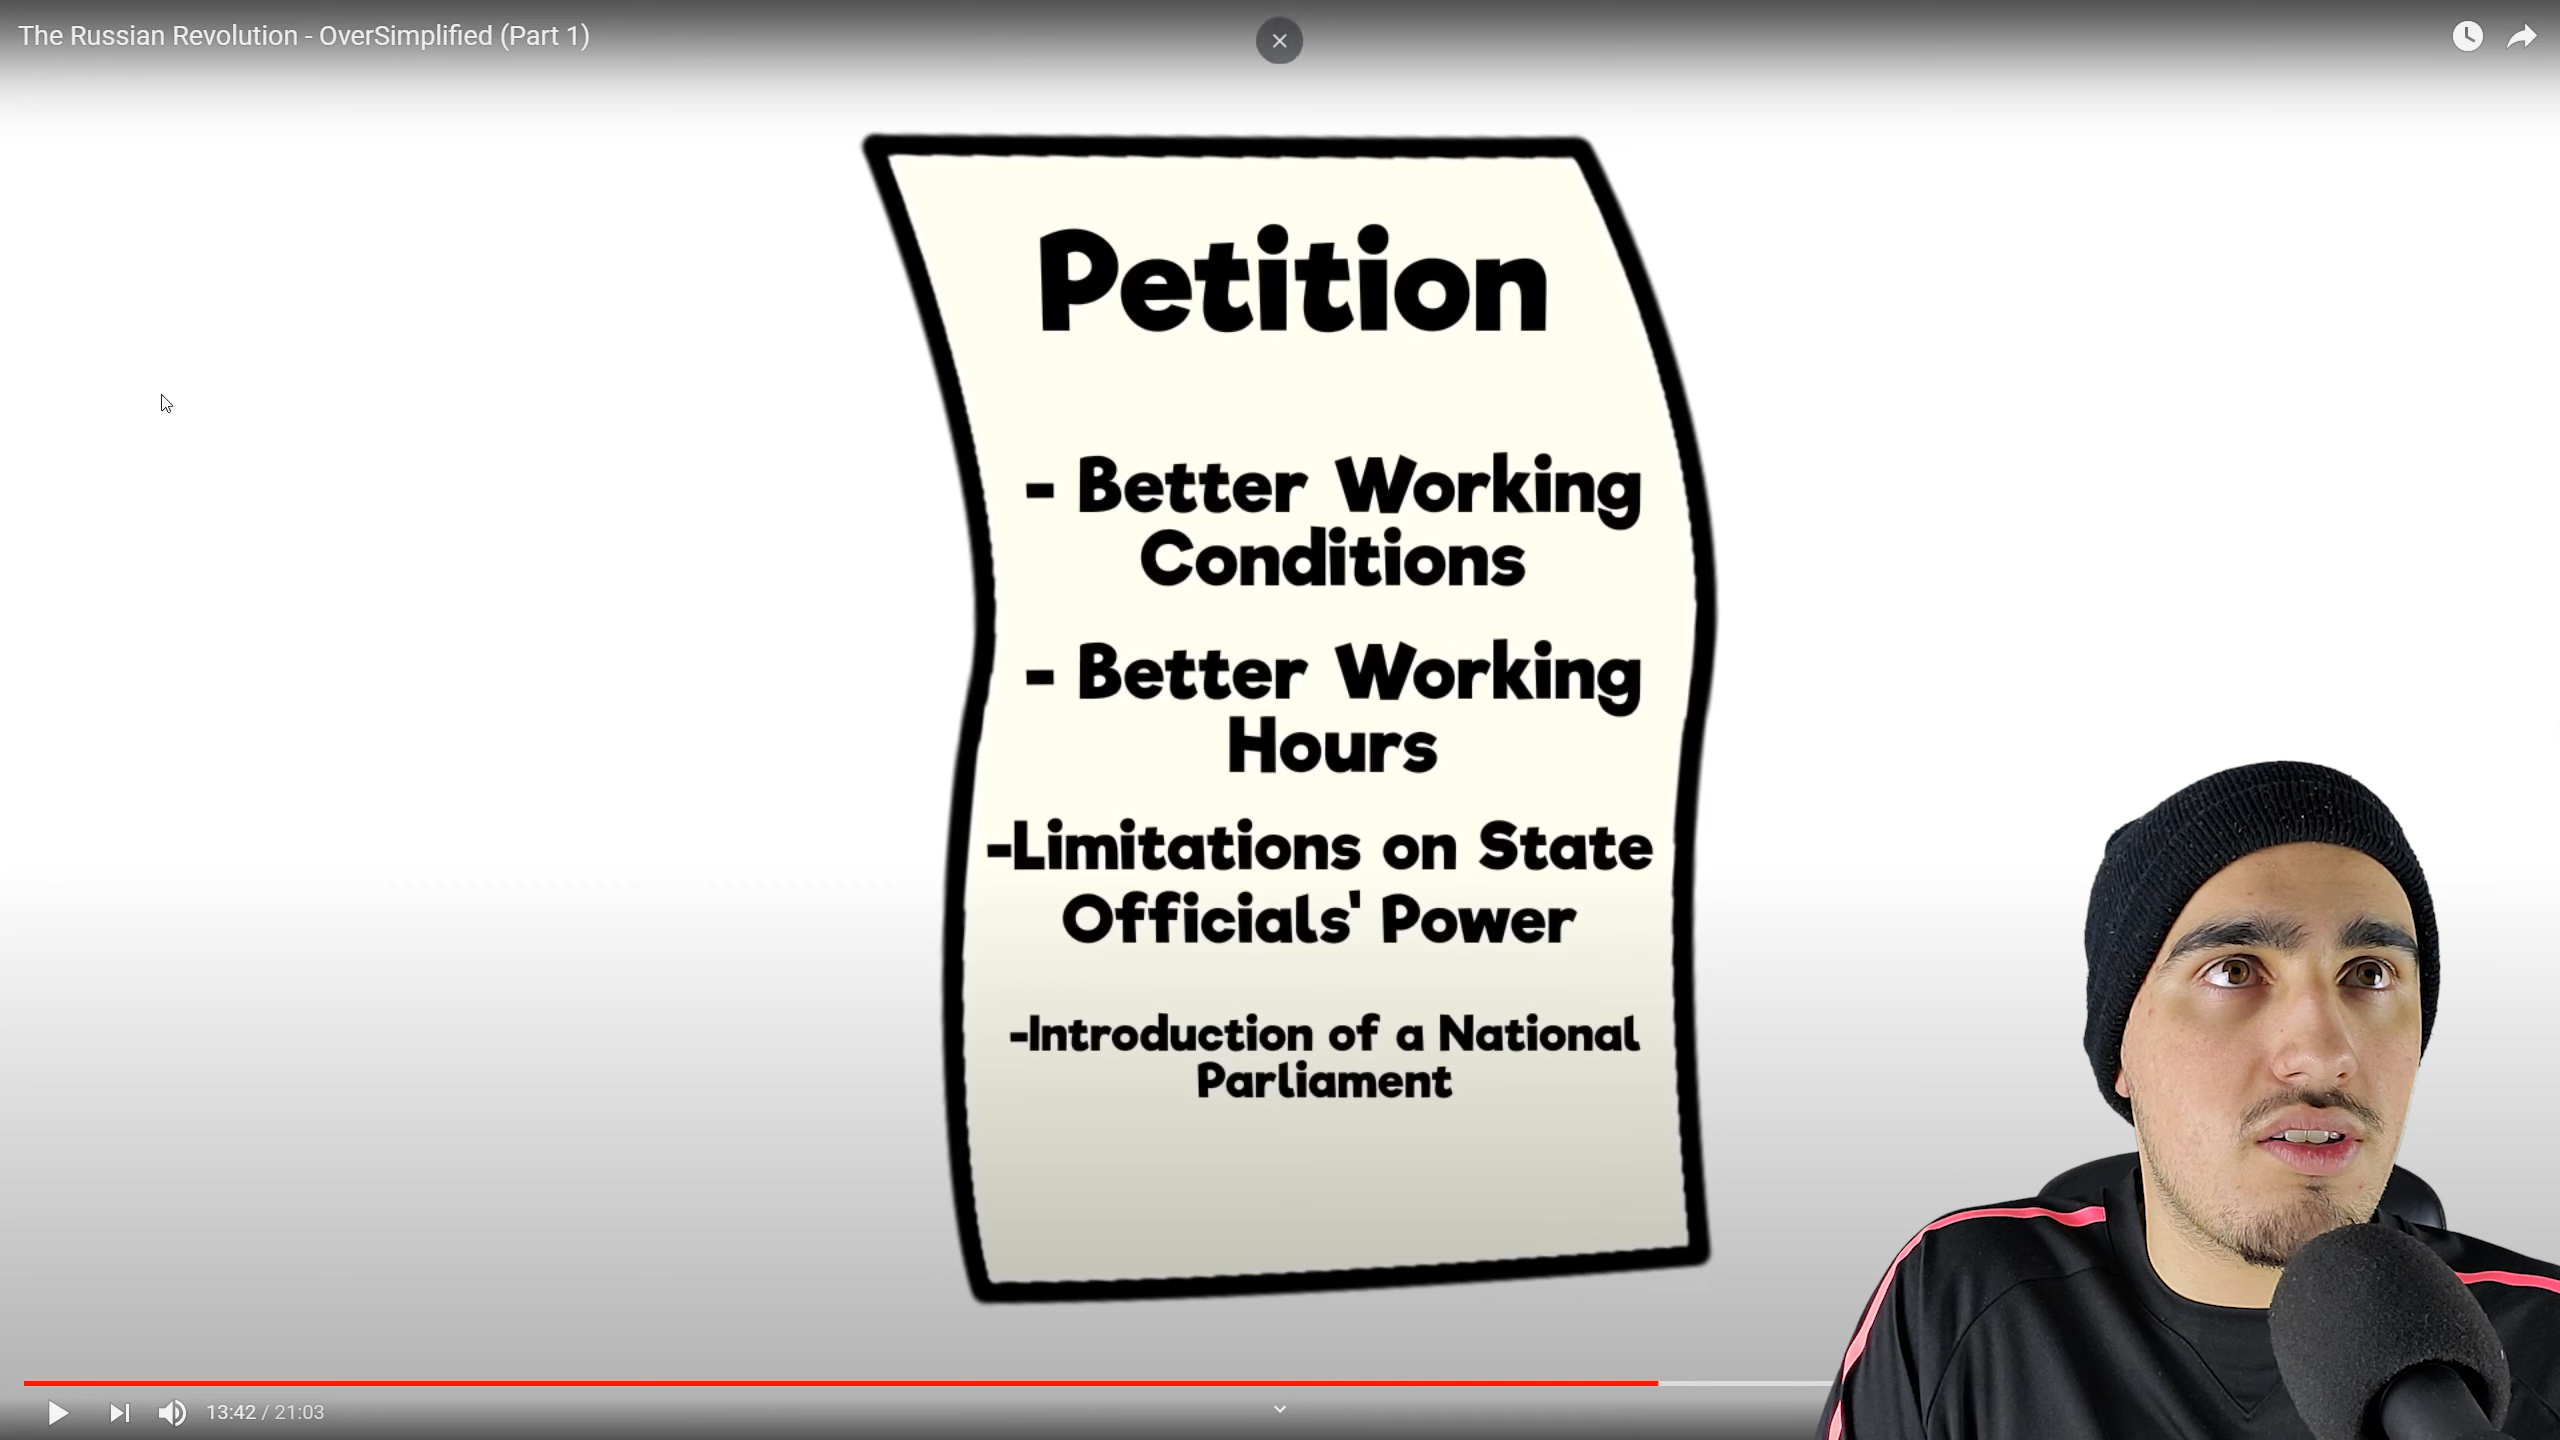 The Russian Revolution - OverSimplified (Part 1)
Petition
- Better Working
Conditions
- Better Working
Hours
-Limitations on State
Officials' Power
-Introduction of a National
Parliament
13:42 / 21:03